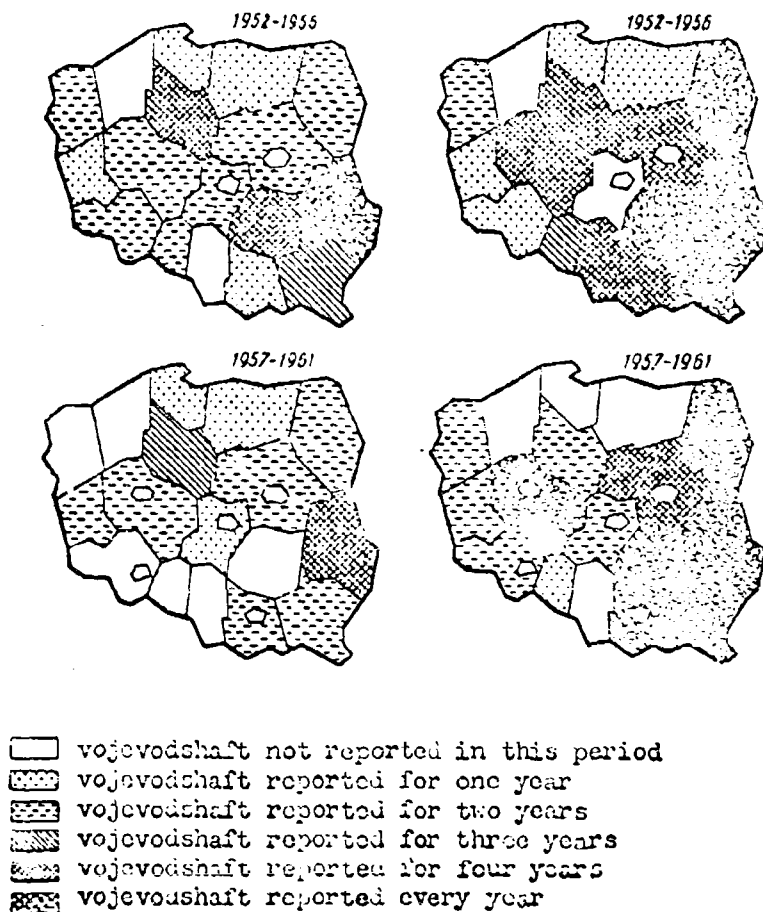 1952-1956
1952-1956
1957-1961
1957-1961
vojevodshaft not reported in this period
vojevodshaft reported for one year
vojevodshaft reported for two years
vojevodshaft reported for three years
vojevodshaft reported for four years
vojevodshaft reported every year